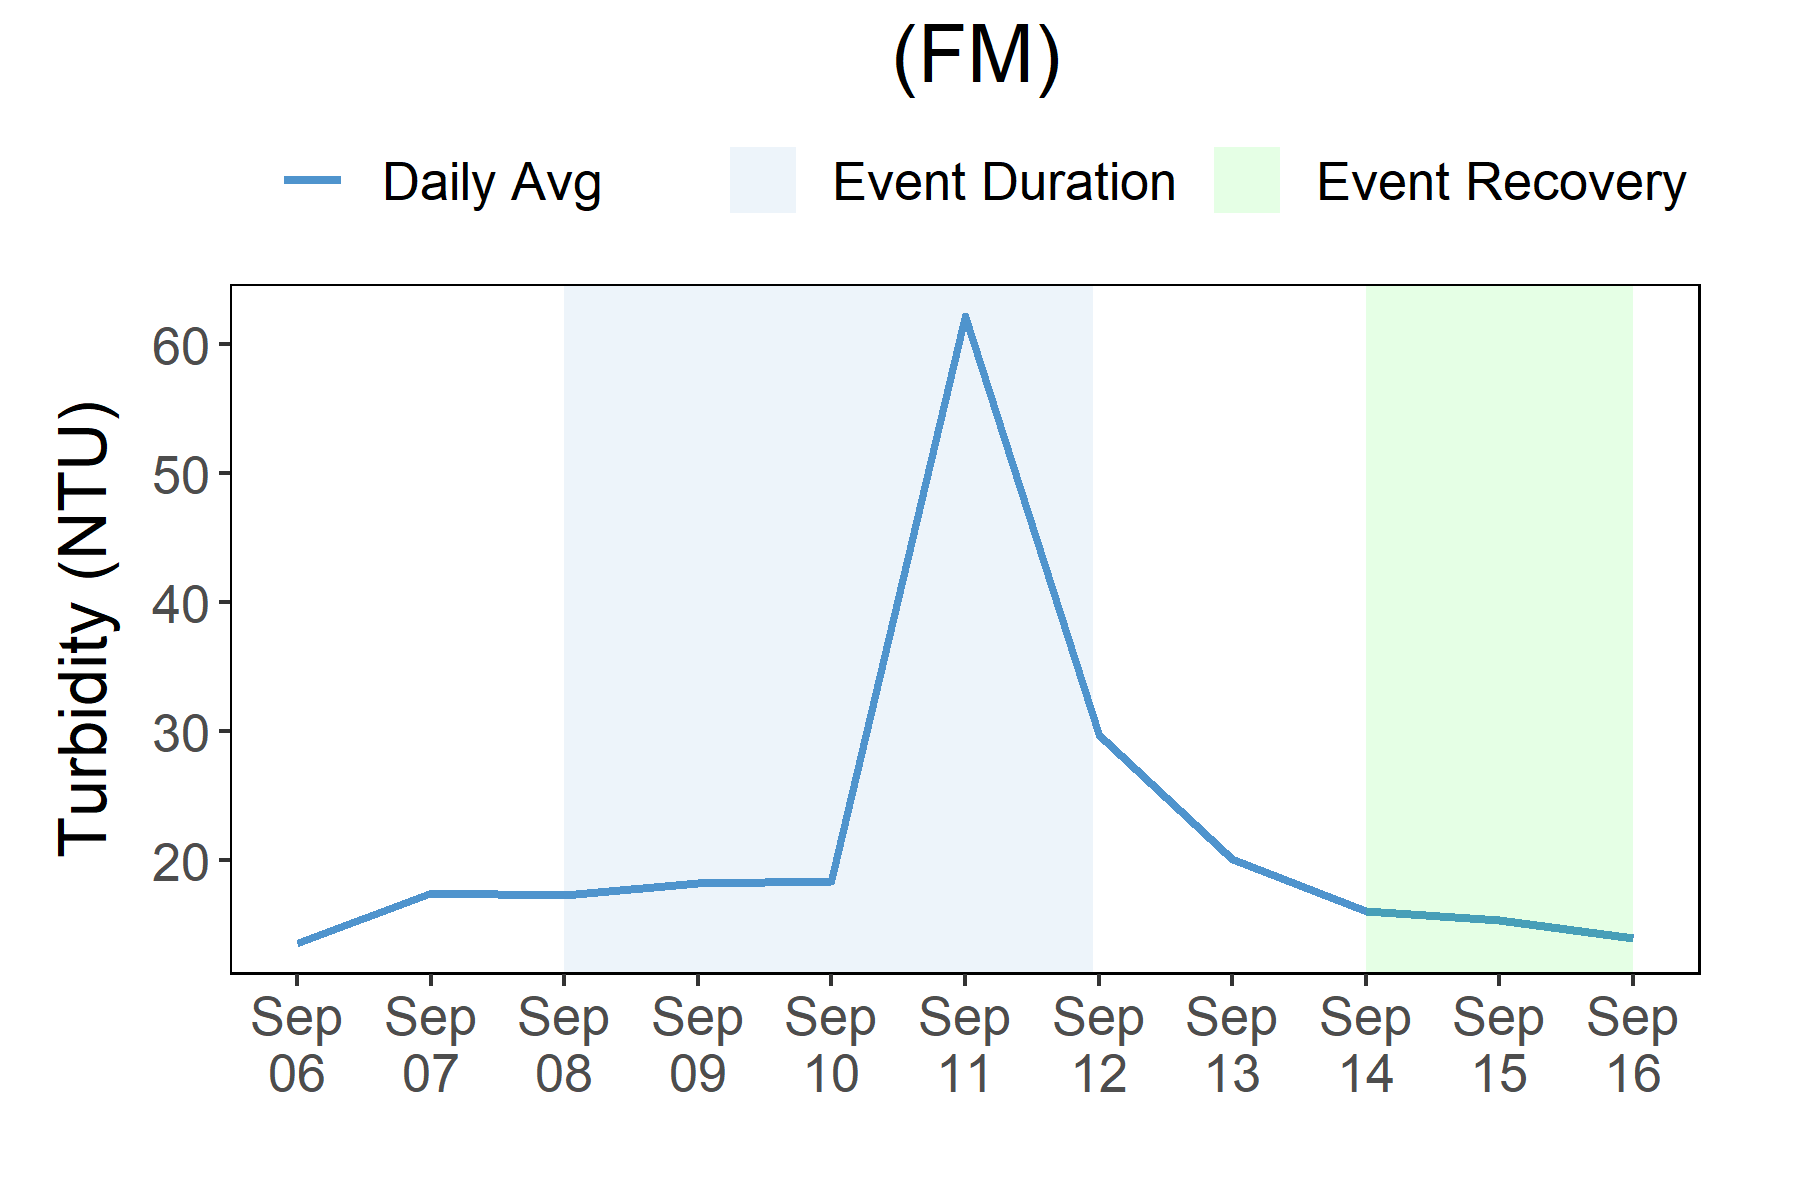 (FM)
Daily Avg Event Duration Event Recovery
Turbidity (NTU)
60
50
40
30
20
Sep Sep Sep Sep Sep Sep Sep Sep Sep Sep Sep
06 07 08 09 10 11 12 13 14 15 16